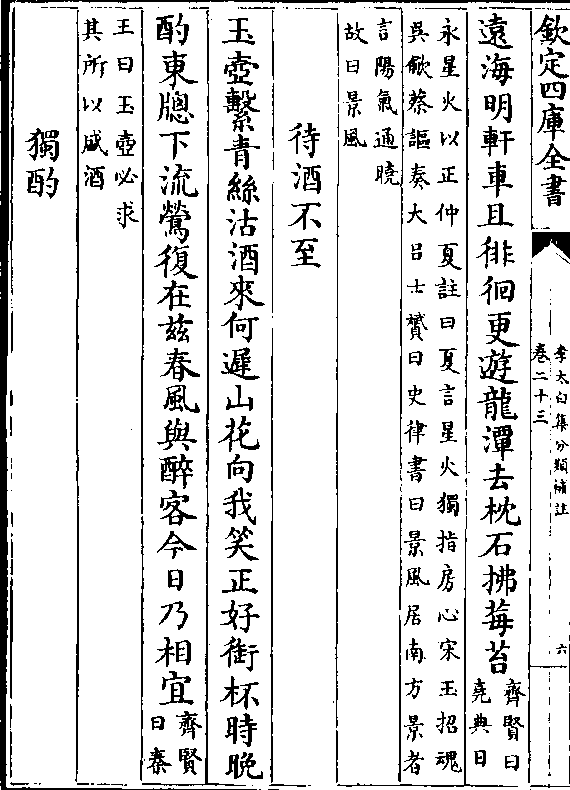 欽定四庫全書
李太白集分類補註
卷二十三
六
遠海明軒車且徘徊更遊龍潭去枕石拂莓苔
齊賢曰
堯典日
永星火以正仲夏註曰夏言星火獨指房心宋玉招魂
吳歈蔡謳奏大呂士贇曰史律書曰景風居南方景者
言陽氣通曉
故曰景風
待酒不至
玉壺繫青絲沽酒來何遲山花向我笑正好銜杯時晚
酌東牎下流鶯復在兹春風與醉客今日乃相宜
齊賢
曰秦
王曰玉壺必求
其所以盛酒
獨酌